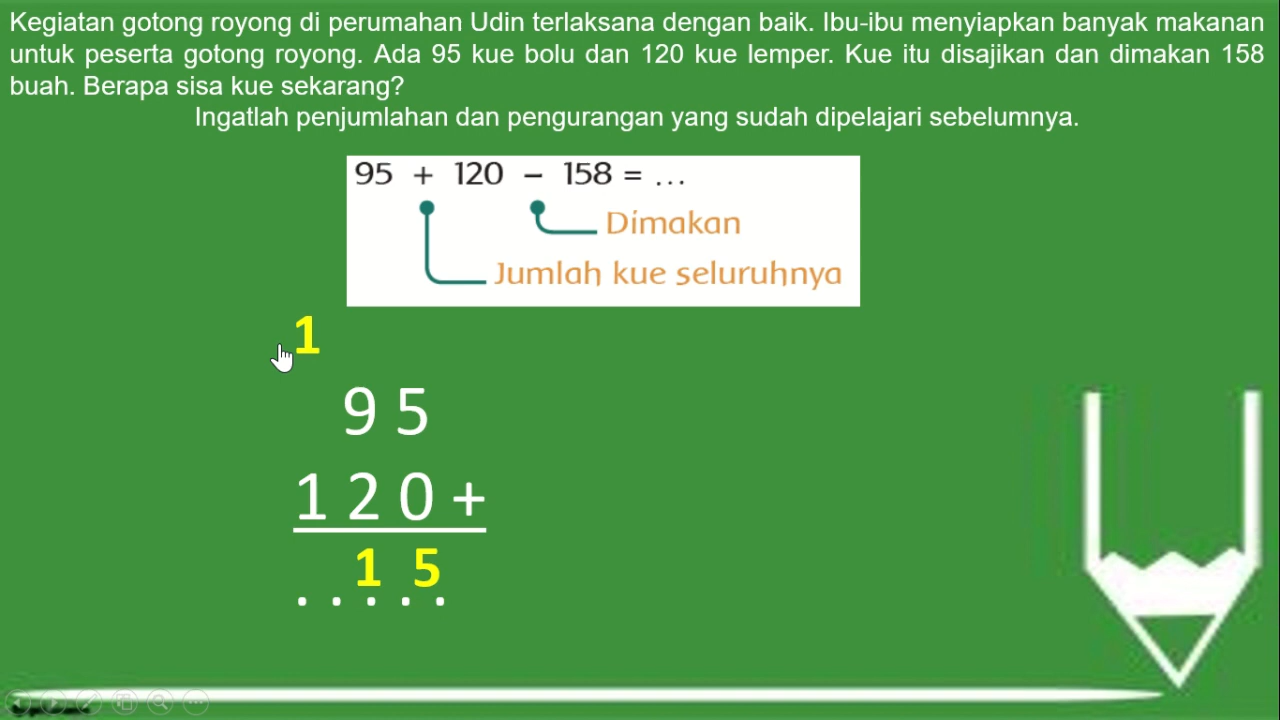 Kegiatan gotong royong di perumahan Udin terlaksana dengan baik. Ibu-ibu menyiapkan banyak makanan
untuk peserta gotong royong. Ada 95 kue bolu dan 120 kue lemper. Kue itu disajikan dan dimakan 158
buah. Berapa sisa kue sekarang?
Ingatlah penjumlahan dan pengurangan yang sudah dipelajari sebelumnya.
95 + 120 – 158 = ...
Dimakan
Jumlah kue seluruhnya
1
9 5
1 2 0 +
1 5
. . . . .